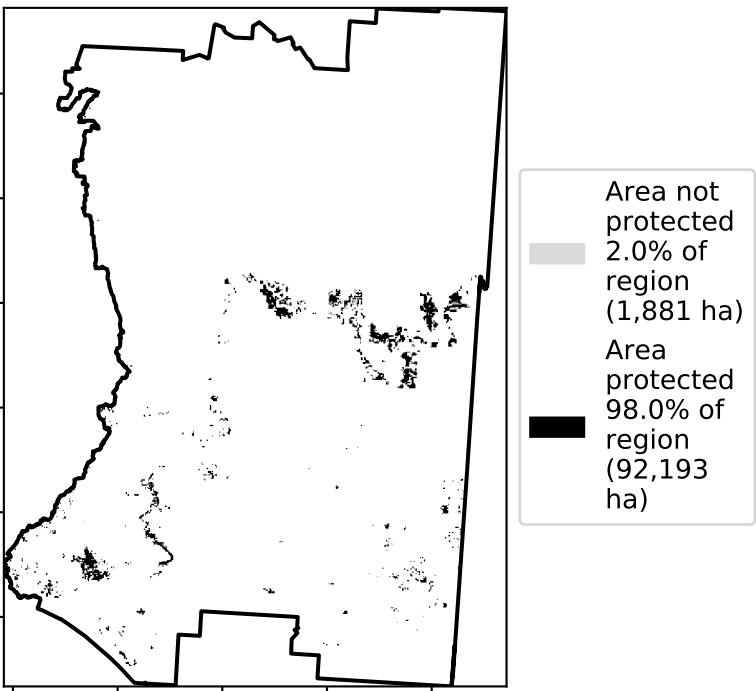 Area not
protected
2.0% of
region
(1,881 ha)
Area
protected
98.0% of
region
(92,193
ha)